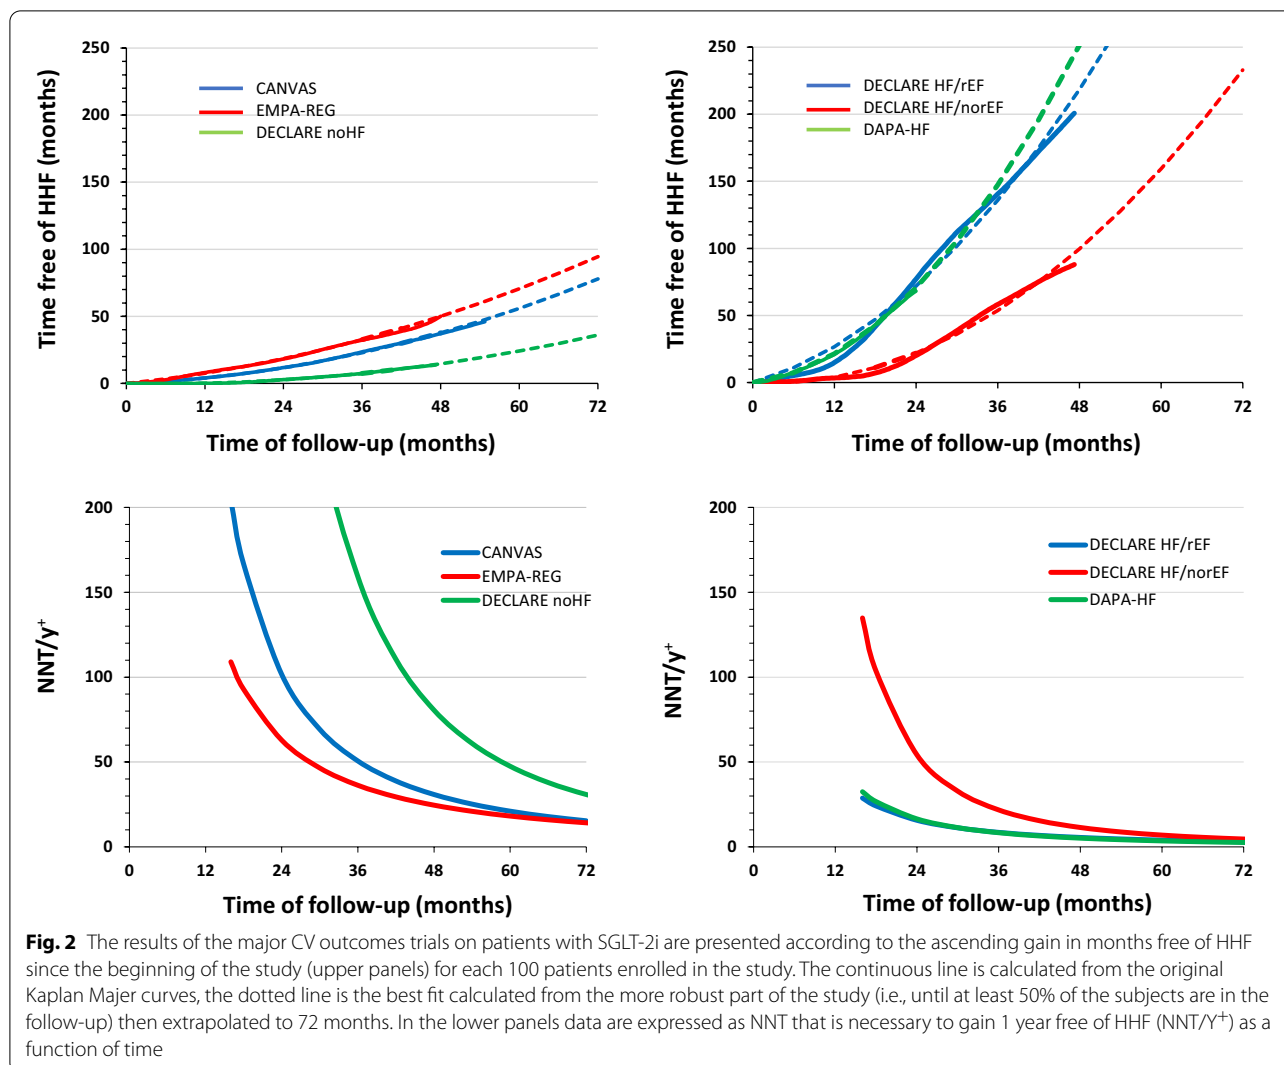 250
200
150
100
50
0
Time free of HHF (months)
CANVAS
EMPA-REG
DECLARE noHF
0 12 24 36 48 60 72
Time of follow-up (months)
250
200
150
100
50
0
Time free of HHF (months)
DECLARE HF/rEF
DECLARE HF/norEF
DAPA-HF
0 12 24 36 48 60 72
Time of follow-up (months)
200
150
100
50
0
NNT/y+
CANVAS
EMPA-REG
DECLARE noHF
0 12 24 36 48 60 72
Time of follow-up (months)
200
150
100
50
0
NNT/y+
DECLARE HF/rEF
DECLARE HF/norEF
DAPA-HF
0 12 24 36 48 60 72
Time of follow-up (months)
Fig. 2 The results of the major CV outcomes trials on patients with SGLT-2i are presented according to the ascending gain in months free of HHF
since the beginning of the study (upper panels) for each 100 patients enrolled in the study. The continuous line is calculated from the original
Kaplan Majer curves, the dotted line is the best fit calculated from the more robust part of the study (i.e., until at least 50% of the subjects are in the
follow-up) then extrapolated to 72 months. In the lower panels data are expressed as NNT that is necessary to gain 1 year free of HHF (NNT/Y+) as a
function of time